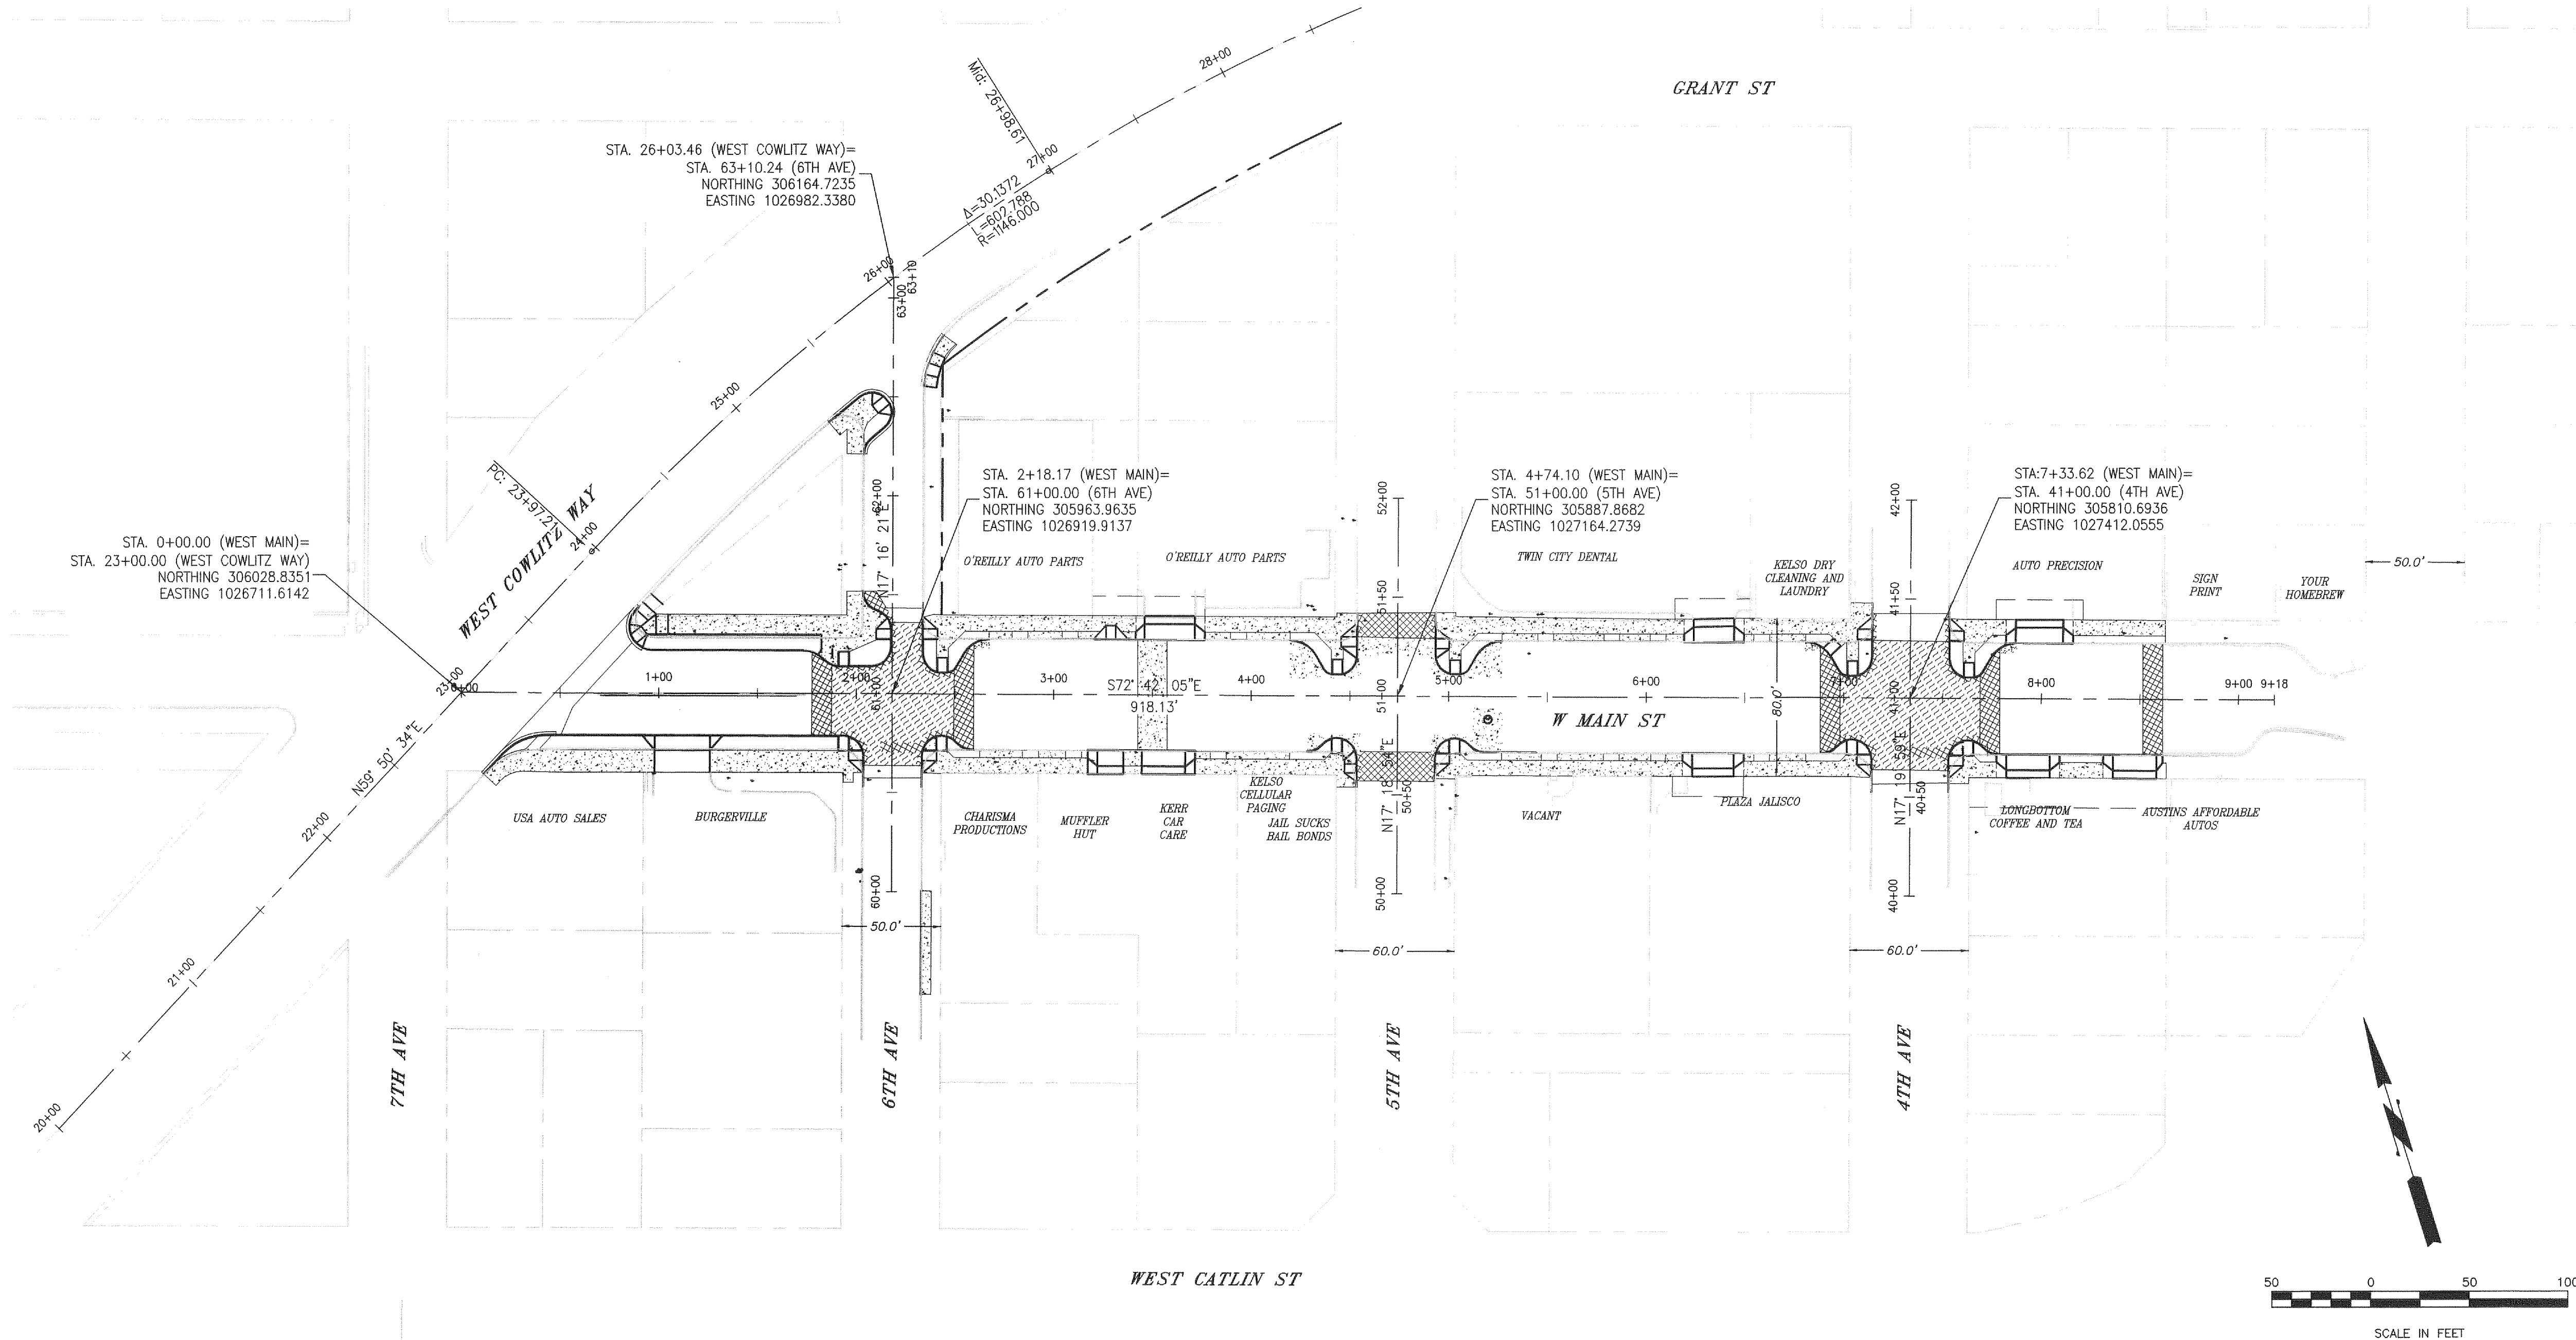 GRANT ST
28+00
Mid: 26+98.61
27+00
Δ=30.1372
L=602.788
R=1146.000
STA. 26+03.46 (WEST COWLITZ WAY)=
STA. 63+10.24 (6TH AVE)
NORTHING 306164.7235
EASTING 1026982.3380
26+00
63+10
63+00
25+00
PC: 23+97.21
24+00
WEST COWLITZ WAY
62+00
N17° 16' 21"E
STA. 2+18.17 (WEST MAIN)=
STA. 61+00.00 (6TH AVE)
NORTHING 305963.9635
EASTING 1026919.9137
52+00
STA. 4+74.10 (WEST MAIN)=
STA. 51+00.00 (5TH AVE)
NORTHING 305887.8682
EASTING 1027164.2739
42+00
STA:7+33.62 (WEST MAIN)=
STA. 41+00.00 (4TH AVE)
NORTHING 305810.6936
EASTING 1027412.0555
STA. 0+00.00 (WEST MAIN)=
STA. 23+00.00 (WEST COWLITZ WAY)
NORTHING 306028.8351
EASTING 1026711.6142
O'REILLY AUTO PARTS
O'REILLY AUTO PARTS
TWIN CITY DENTAL
KELSO DRY
CLEANING AND
LAUNDRY
AUTO PRECISION
SIGN
PRINT
YOUR
HOMEBREW
50.0'
51+50
41+50
23+00
0+00
1+00
2+00
61+00
3+00
S72° 42' 05"E
918.13'
4+00
51+00
5+00
6+00
80.0'
7+00
41+00
8+00
9+00
9+18
W MAIN ST
N59° 50' 34"E
N17° 18' 54"E
50+50
N17° 19' 59"E
40+50
USA AUTO SALES
BURGERVILLE
CHARISMA
PRODUCTIONS
MUFFLER
HUT
KERR
CAR
CARE
KELSO
CELLULAR
PAGING
JAIL SUCKS
BAIL BONDS
VACANT
PLAZA JALISCO
LONGBOTTOM
COFFEE AND TEA
AUSTINS AFFORDABLE
AUTOS
22+00
60+00
50+00
40+00
50.0'
60.0'
60.0'
21+00
20+00
7TH AVE
6TH AVE
5TH AVE
4TH AVE
WEST CATLIN ST
50 0 50 100
SCALE IN FEET